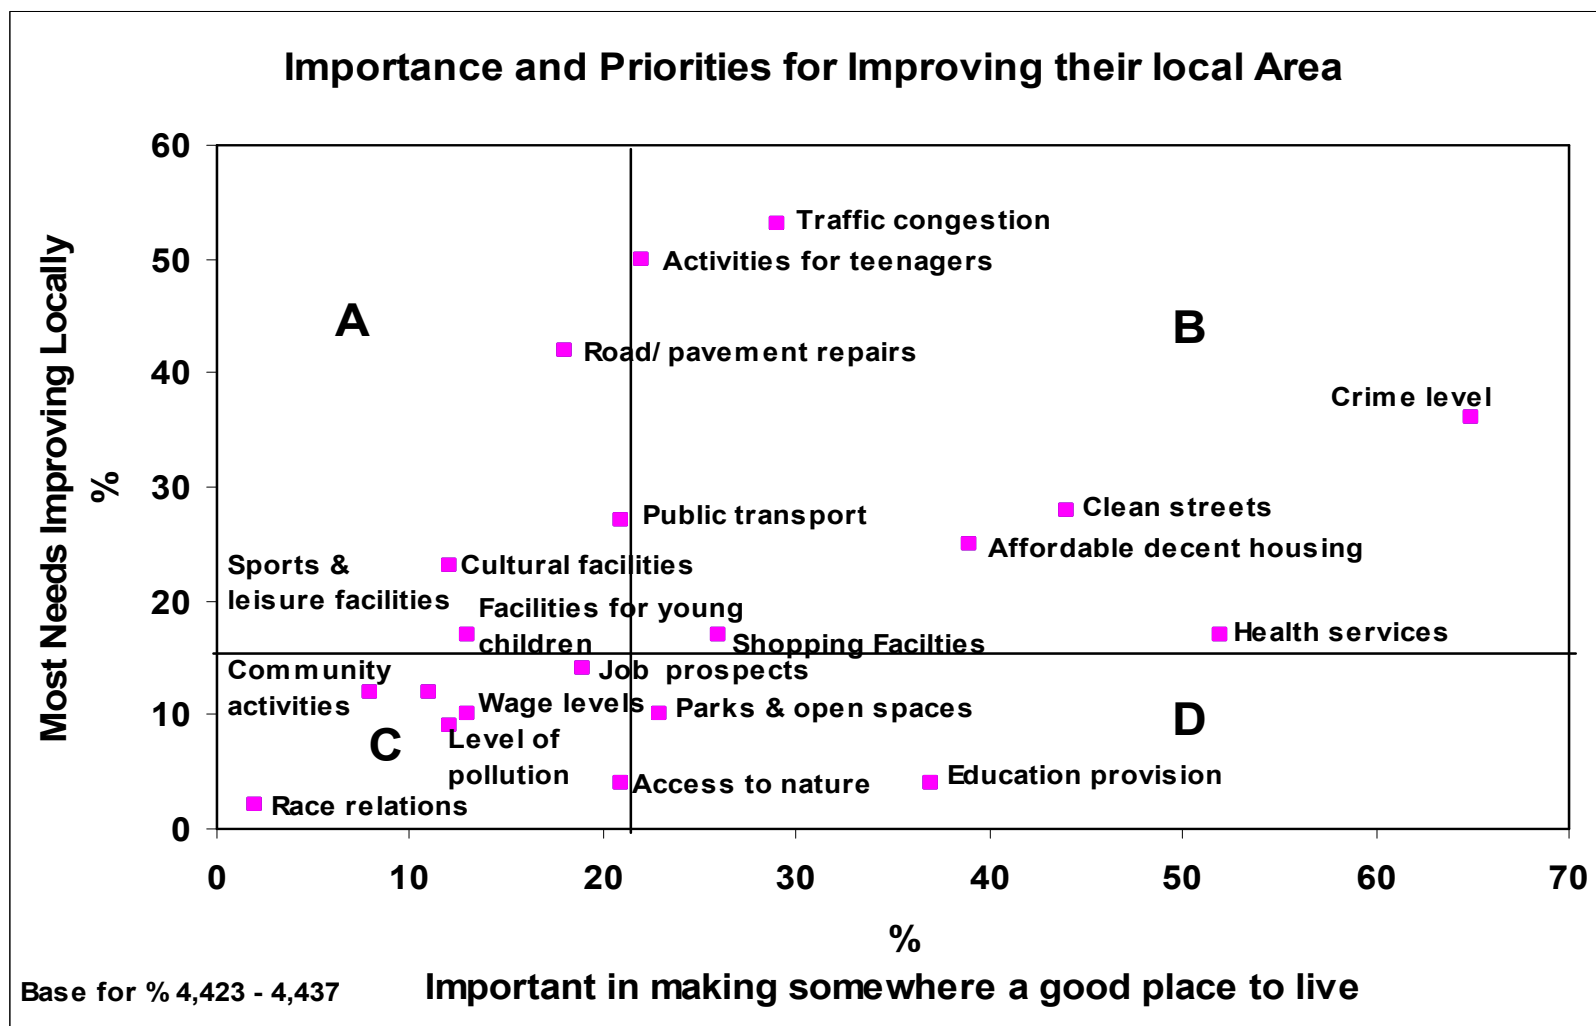 Importance and Priorities for Improving their local Area
Most Needs Improving Locally
%
60
50
40
30
20
10
0
A
B
C
D
Traffic congestion
Activities for teenagers
Road/ pavement repairs
Crime level
Public transport
Clean streets
Affordable decent housing
Sports &
leisure facilities
Cultural facilities
Facilities for young
children
Shopping Facilties
Health services
Community
activities
Job prospects
Wage levels
Parks & open spaces
Level of
pollution
Access to nature
Education provision
Race relations
0 10 20 30 40 50 60 70
%
Important in making somewhere a good place to live
Base for % 4,423 - 4,437